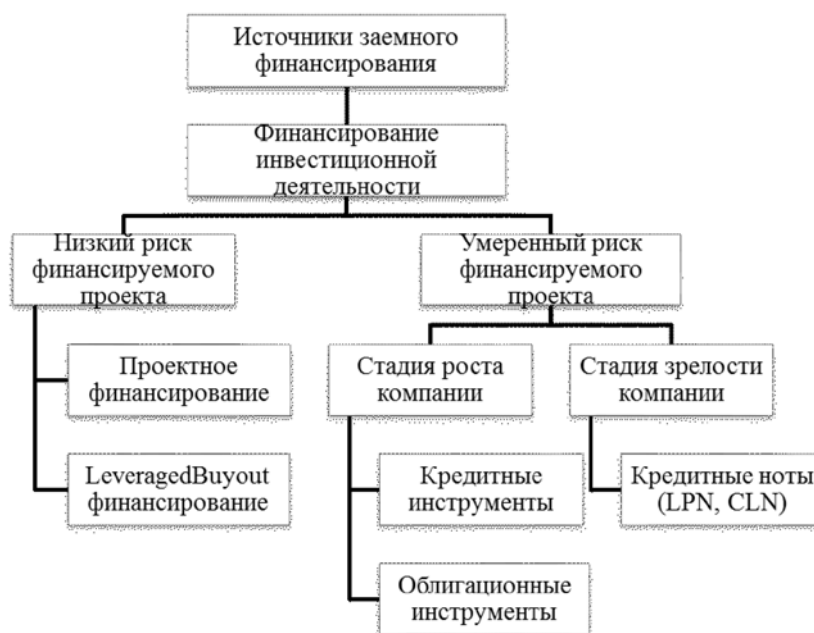 Источники заемного
финансирования
Финансирование
инвестиционной
деятельности
Низкий риск
финансируемого
проекта
Умеренный риск
финансируемого
проекта
Проектное
финансирование
Стадия роста
компании
Стадия зрелости
компании
LeveragedBuyout
финансирование
Кредитные
инструменты
Кредитные ноты
(LPN, CLN)
Облигационные
инструменты